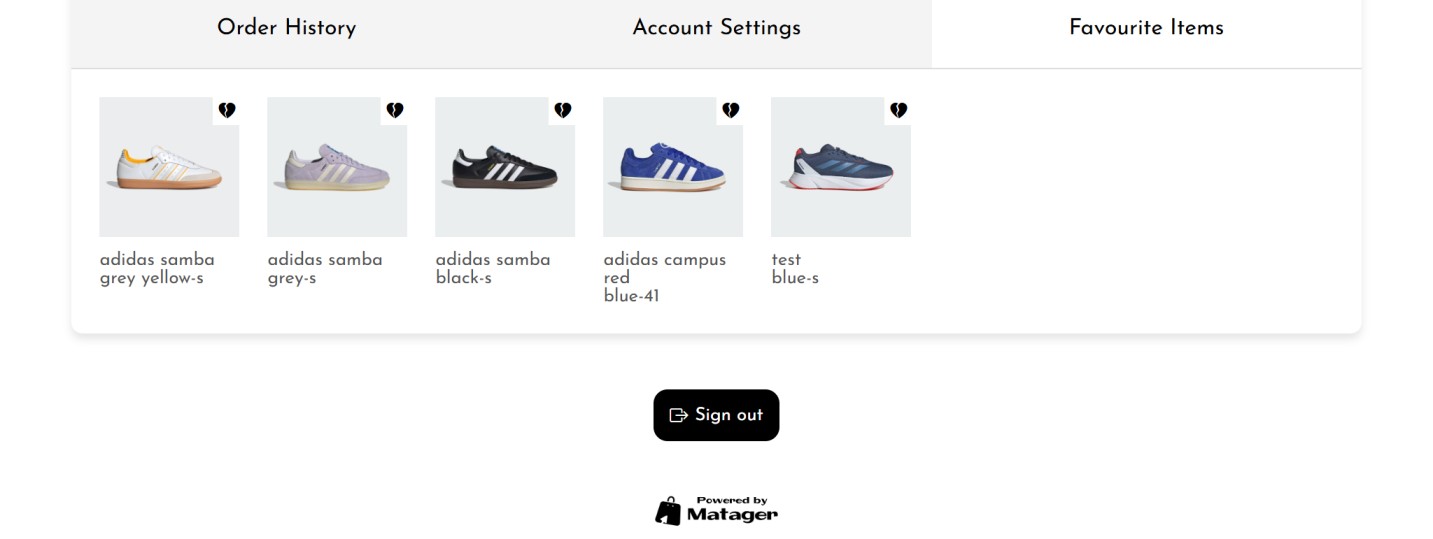 Order History
Account Settings
Favourite Items
adidas samba
grey yellow-s
adidas samba
grey-s
adidas samba
black-s
adidas campus
red
blue-41
test
blue-s
Sign out
Powered by
Matager